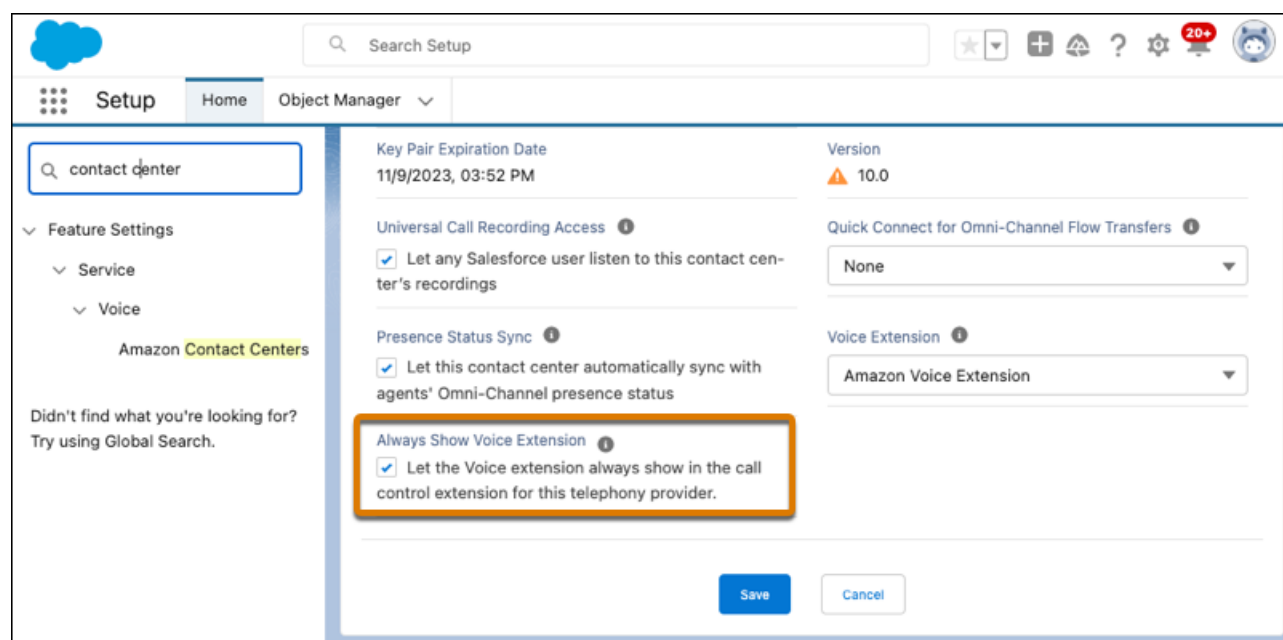 Search Setup
20+
Setup
Home
Object Manager
contact center
Feature Settings
Service
Voice
Amazon Contact Centers
Didn't find what you're looking for?
Try using Global Search.
Key Pair Expiration Date
11/9/2023, 03:52 PM
Version
10.0
Universal Call Recording Access
Let any Salesforce user listen to this contact cen-
ter's recordings
Quick Connect for Omni-Channel Flow Transfers
None
Presence Status Sync
Let this contact center automatically sync with
agents' Omni-Channel presence status
Voice Extension
Amazon Voice Extension
Always Show Voice Extension
Let the Voice extension always show in the call
control extension for this telephony provider.
Save
Cancel